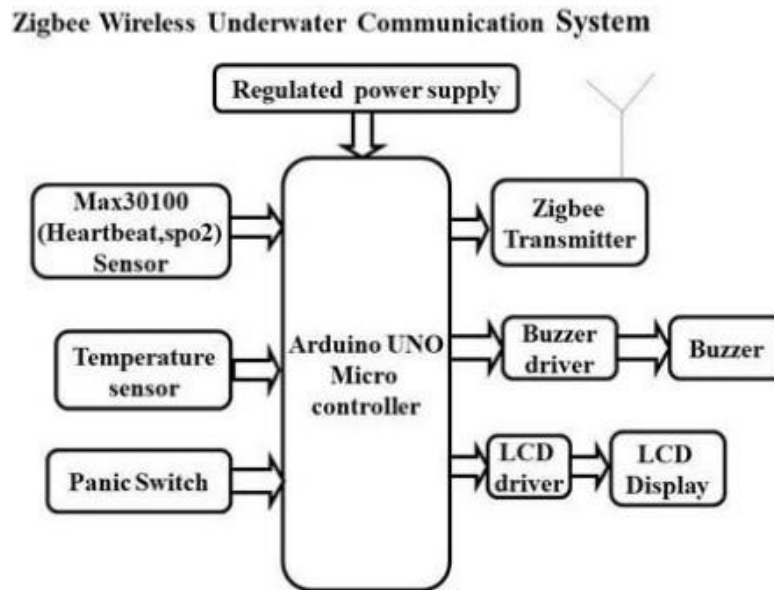 Zigbee Wireless Underwater Communication System
Regulated power supply
Max30100
(Heartbeat,spo2)
Sensor
Zigbee
Transmitter
Temperature
sensor
Arduino UNO
Micro
controller
Buzzer
driver
Buzzer
Panic Switch
LCD
driver
LCD
Display